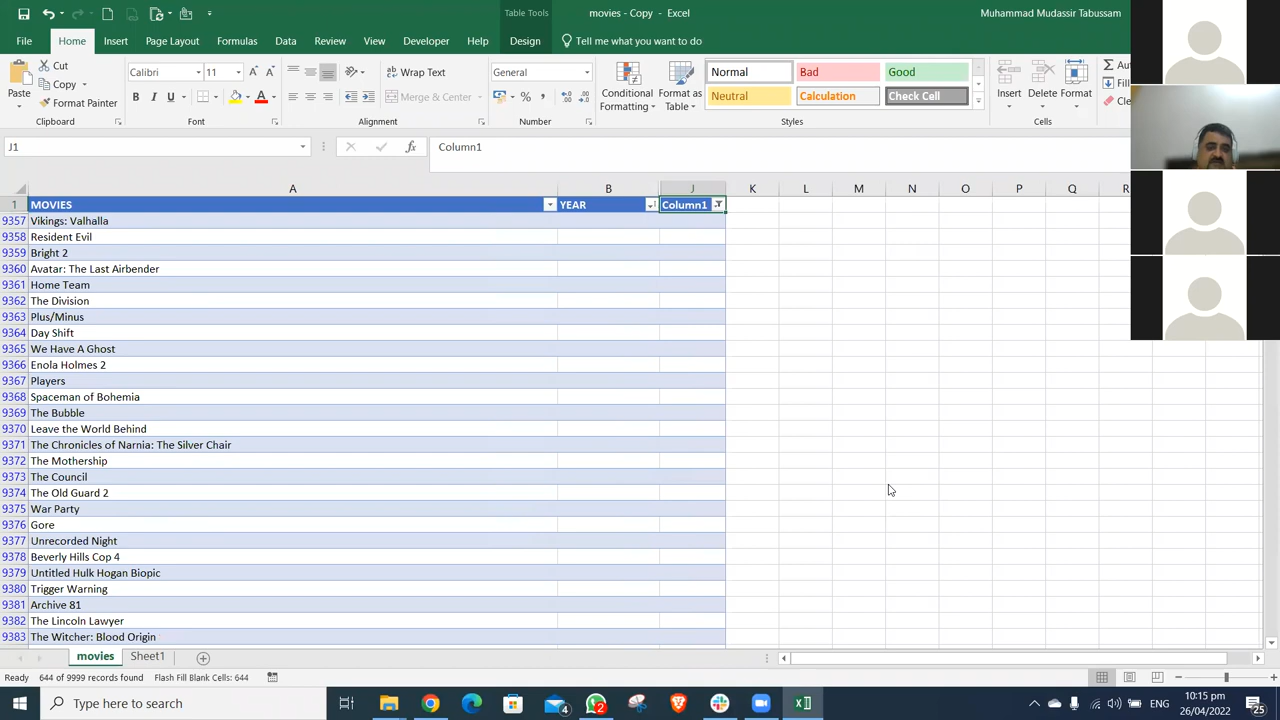 Table Tools
movies - Copy - Excel
Muhammad Mudassir Tabussam
File Home Insert Page Layout Formulas Data Review View Developer Help Design Tell me what you want to do
Paste Cut Copy Format Painter
Calibri 11 Wrap Text Merge & Center General
Conditional Formatting Format as Table
Normal Bad Good
Neutral Calculation Check Cell
Insert Delete Format
Clipboard Font Alignment Number Styles Cells
J1 Column1
A B J K L M N O P Q R
1 MOVIES YEAR Column1
9357 Vikings: Valhalla
9358 Resident Evil
9359 Bright 2
9360 Avatar: The Last Airbender
9361 Home Team
9362 The Division
9363 Plus/Minus
9364 Day Shift
9365 We Have A Ghost
9366 Enola Holmes 2
9367 Players
9368 Spaceman of Bohemia
9369 The Bubble
9370 Leave the World Behind
9371 The Chronicles of Narnia: The Silver Chair
9372 The Mothership
9373 The Council
9374 The Old Guard 2
9375 War Party
9376 Gore
9377 Unrecorded Night
9378 Beverly Hills Cop 4
9379 Untitled Hulk Hogan Biopic
9380 Trigger Warning
9381 Archive 81
9382 The Lincoln Lawyer
9383 The Witcher: Blood Origin
movies Sheet1
Ready 644 of 9999 records found Flash Fill Blank Cells: 644
Type here to search
ENG
10:15 pm
26/04/2022